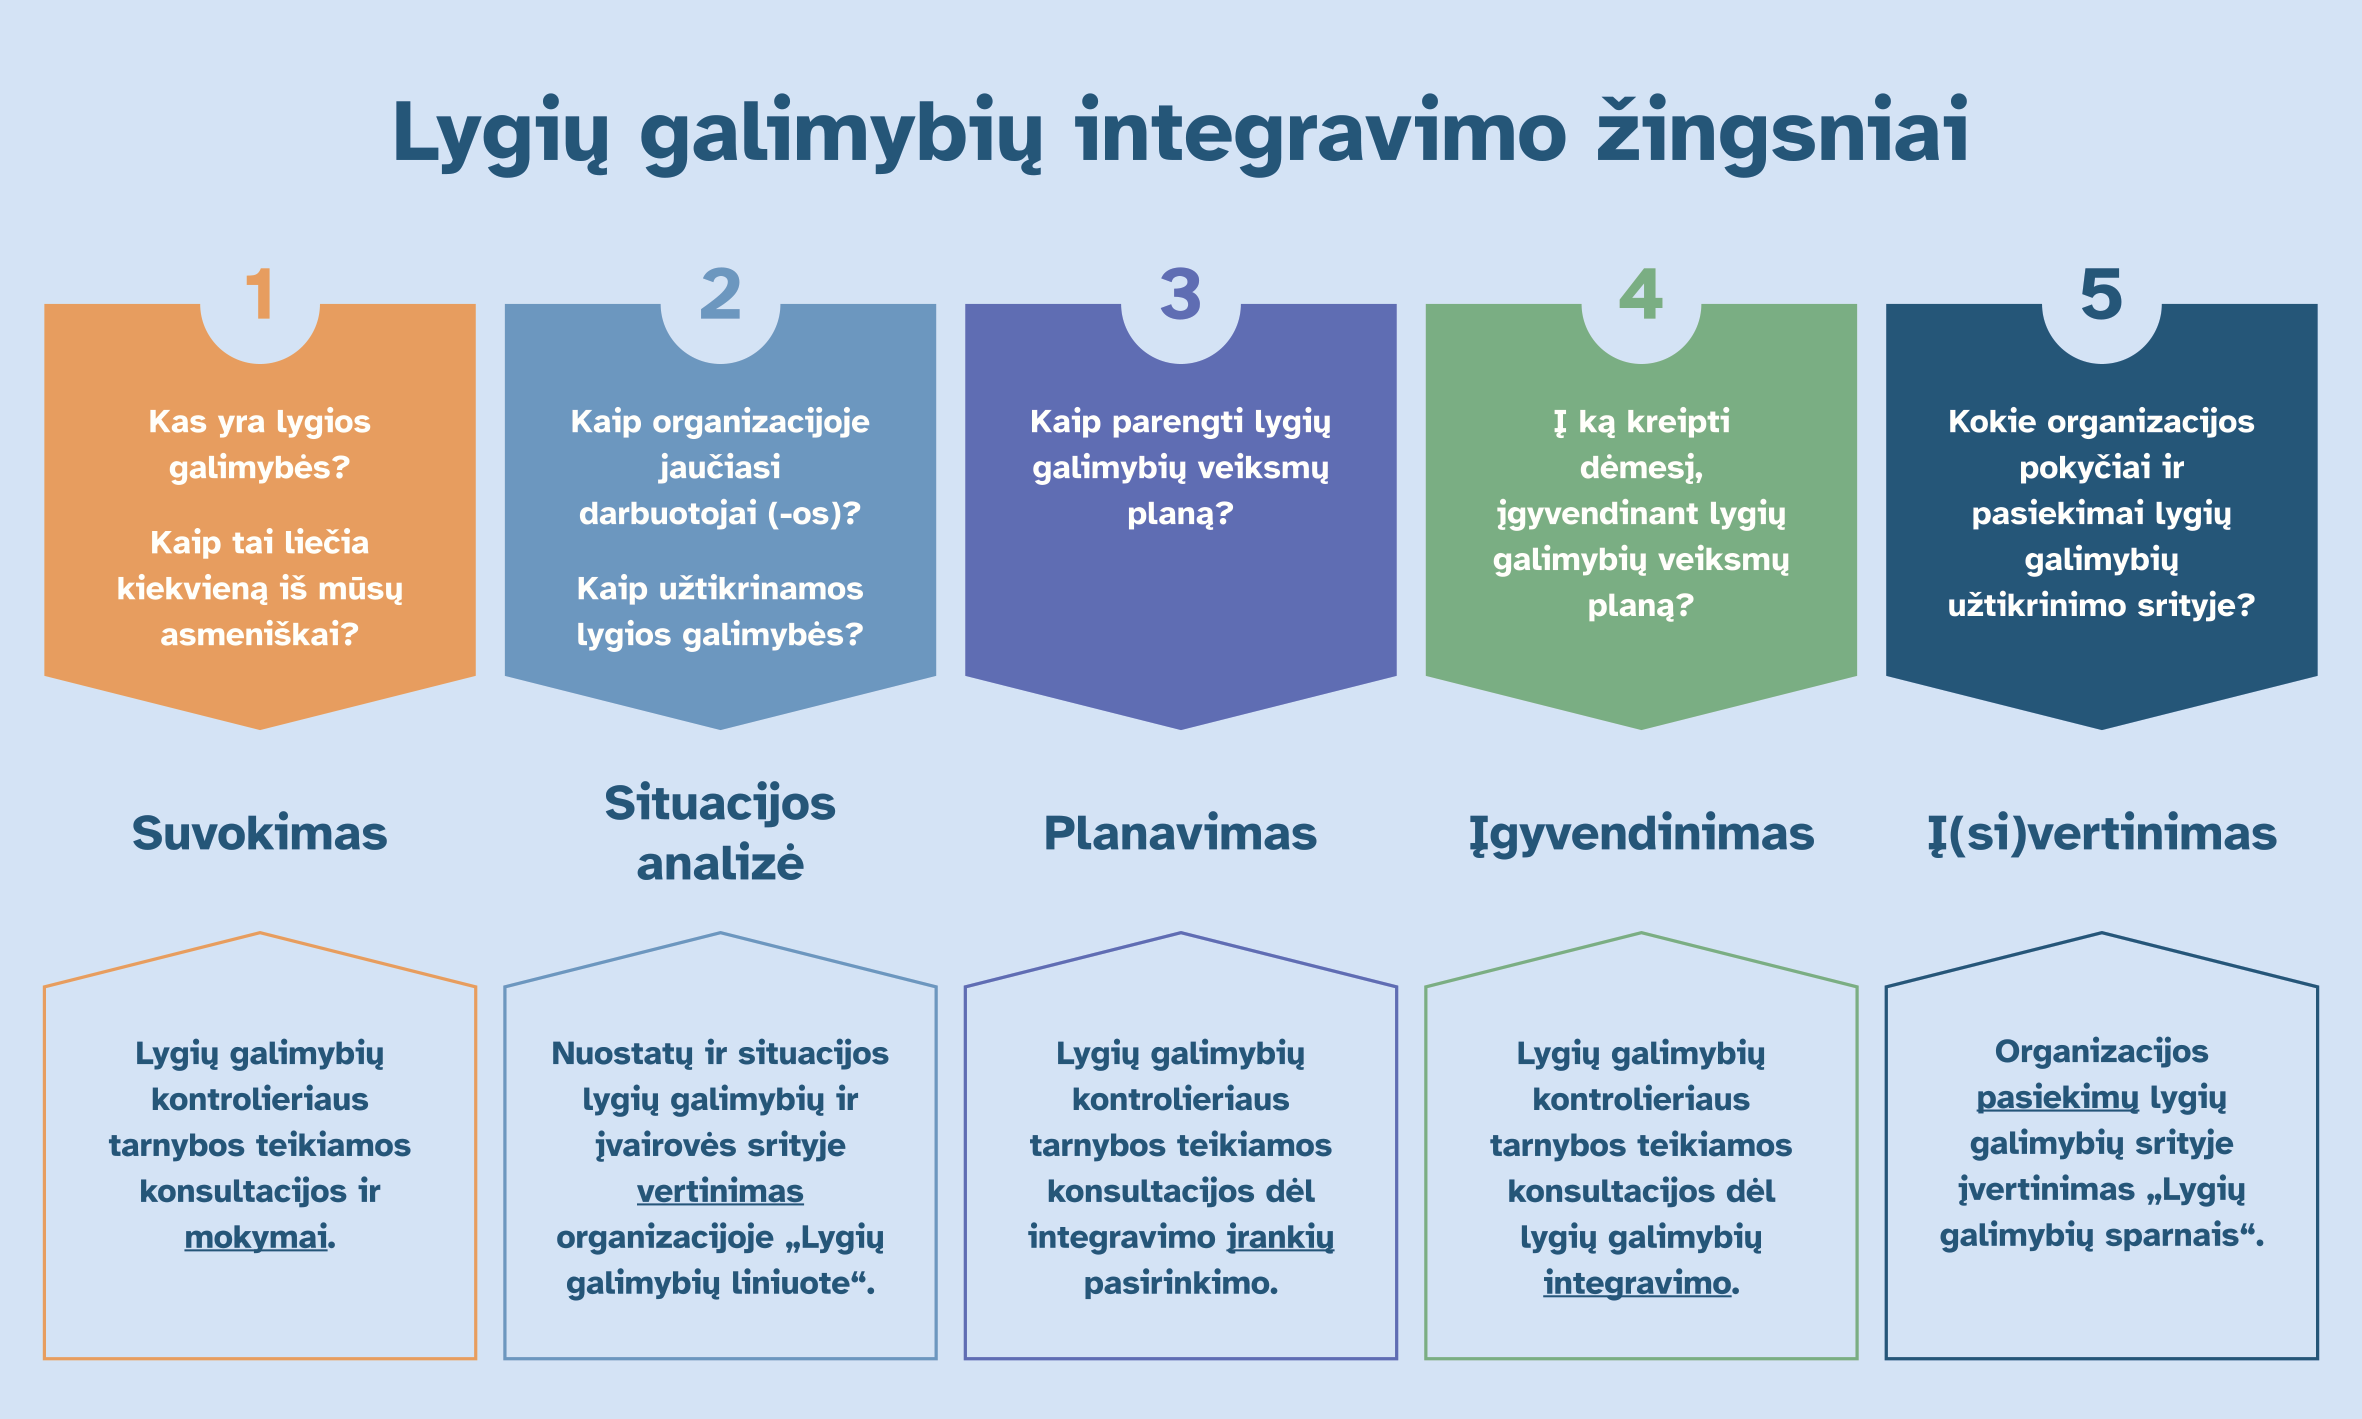 Lygių galimybių integravimo žingsniai
1
Kas yra lygios
galimybės?
Kaip tai liečia
kiekvieną iš mūsų
asmeniškai?
Suvokimas
Lygių galimybių
kontrolieriaus
tarnybos teikiamos
konsultacijos ir
mokymai.
2
Kaip organizacijoje
jaučiasi
darbuotojai (-os)?
Kaip užtikrinamos
lygios galimybės?
Situacijos
analizė
Nuostatų ir situacijos
lygių galimybių ir
įvairovės srityje
vertinimas
organizacijoje „Lygių
galimybių liniuote“.
3
Kaip parengti lygių
galimybių veiksmų
planą?
Planavimas
Lygių galimybių
kontrolieriaus
tarnybos teikiamos
konsultacijos dėl
integravimo įrankių
pasirinkimo.
4
Į ką kreipti
dėmesį,
įgyvendinant lygių
galimybių veiksmų
planą?
Įgyvendinimas
Lygių galimybių
kontrolieriaus
tarnybos teikiamos
konsultacijos dėl
lygių galimybių
integravimo.
5
Kokie organizacijos
pokyčiai ir
pasiekimai lygių
galimybių
užtikrinimo srityje?
Į(si)vertinimas
Organizacijos
pasiekimų lygių
galimybių srityje
įvertinimas „Lygių
galimybių sparnais“.